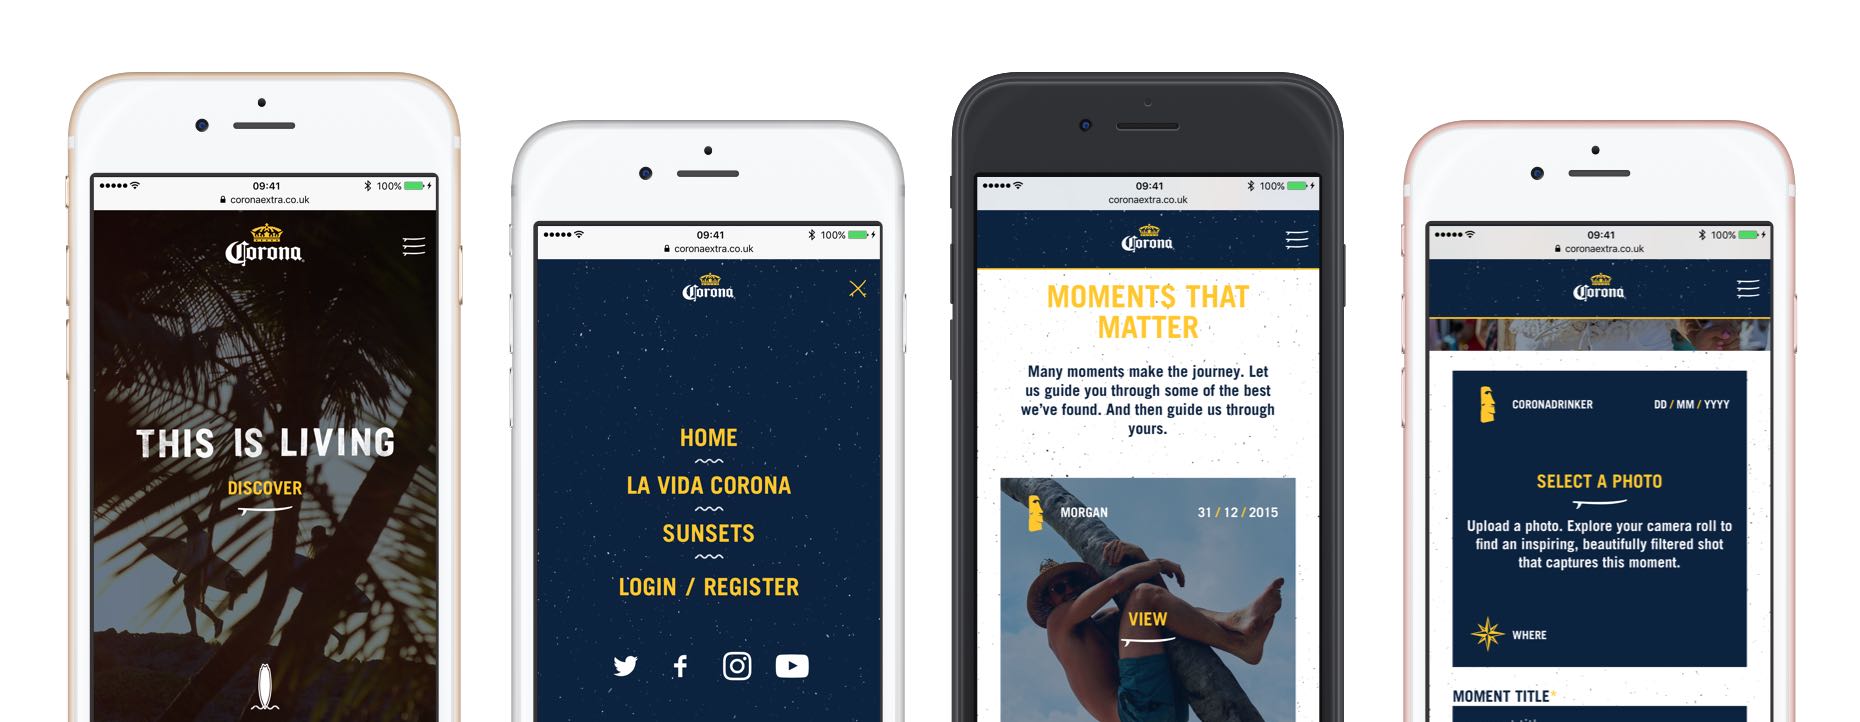 09:41
100%
coronaextra.co.uk
Corona
THIS IS LIVING
DISCOVER
09:41
100%
coronaextra.co.uk
Corona
HOME
LA VIDA CORONA
SUNSETS
LOGIN / REGISTER
09:41
100%
coronaextra.co.uk
Corona
MOMENTS THAT
MATTER
Many moments make the journey. Let
us guide you through some of the best
we've found. And then guide us through
yours.
MORGAN
31 / 12 / 2015
VIEW
09:41
100%
coronaextra.co.uk
Corona
CORONADRINKER
DD / MM / YYYY
SELECT A PHOTO
Upload a photo. Explore your camera roll to
find an inspiring, beautifully filtered shot
that captures this moment.
WHERE
MOMENT TITLE*